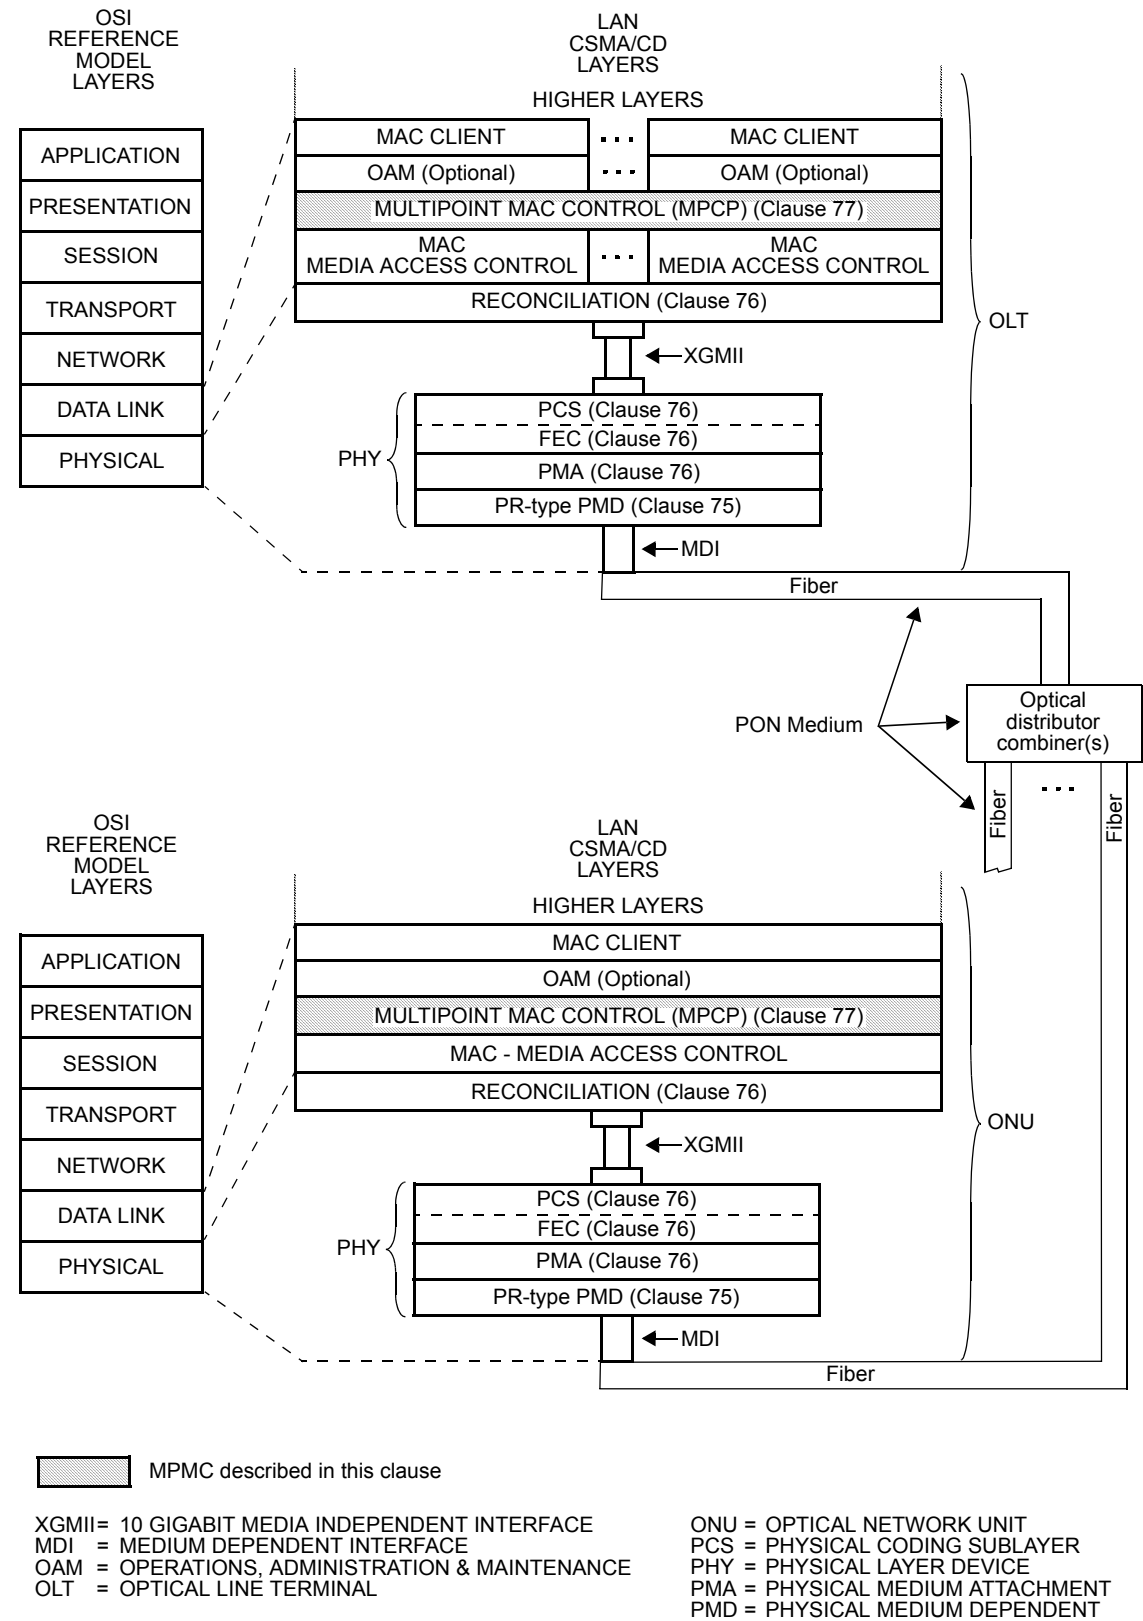 OSI
REFERENCE
MODEL
LAYERS
LAN
CSMA/CD
LAYERS
HIGHER LAYERS
APPLICATION
PRESENTATION
SESSION
TRANSPORT
NETWORK
DATA LINK
PHYSICAL
MAC CLIENT
...
MAC CLIENT
OAM (Optional)
...
OAM (Optional)
MULTIPOINT MAC CONTROL (MPCP) (Clause 77)
MAC
MEDIA ACCESS CONTROL
...
MAC
MEDIA ACCESS CONTROL
RECONCILIATION (Clause 76)
OLT
XGMII
PHY
PCS (Clause 76)
FEC (Clause 76)
PMA (Clause 76)
PR-type PMD (Clause 75)
MDI
Fiber
PON Medium
Optical
distributor
combiner(s)
Fiber
...
Fiber
OSI
REFERENCE
MODEL
LAYERS
LAN
CSMA/CD
LAYERS
HIGHER LAYERS
APPLICATION
PRESENTATION
SESSION
TRANSPORT
NETWORK
DATA LINK
PHYSICAL
MAC CLIENT
OAM (Optional)
MULTIPOINT MAC CONTROL (MPCP) (Clause 77)
MAC - MEDIA ACCESS CONTROL
RECONCILIATION (Clause 76)
ONU
XGMII
PHY
PCS (Clause 76)
FEC (Clause 76)
PMA (Clause 76)
PR-type PMD (Clause 75)
MDI
Fiber
MPMC described in this clause
XGMII= 10 GIGABIT MEDIA INDEPENDENT INTERFACE
MDI = MEDIUM DEPENDENT INTERFACE
OAM = OPERATIONS, ADMINISTRATION & MAINTENANCE
OLT = OPTICAL LINE TERMINAL
ONU = OPTICAL NETWORK UNIT
PCS = PHYSICAL CODING SUBLAYER
PHY = PHYSICAL LAYER DEVICE
PMA = PHYSICAL MEDIUM ATTACHMENT
PMD = PHYSICAL MEDIUM DEPENDENT